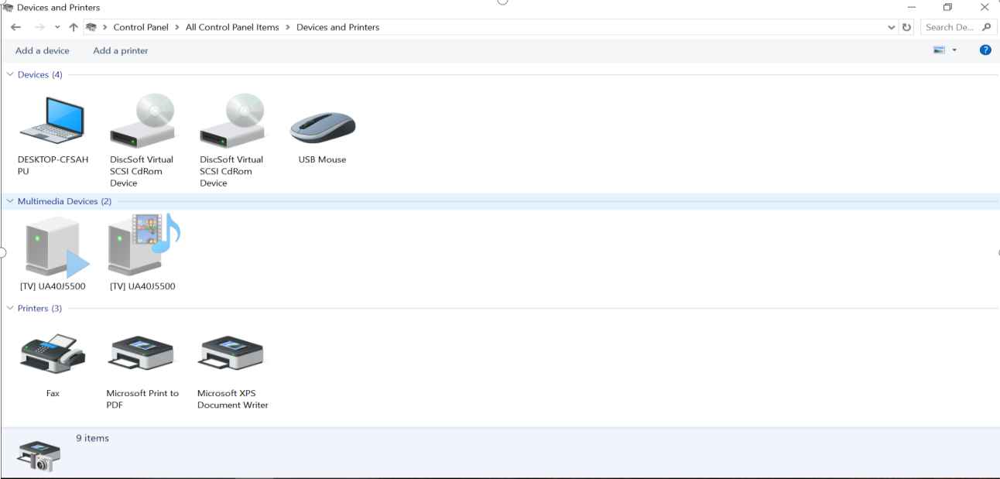 Devices and Printers
Control Panel > All Control Panel Items > Devices and Printers
Search De...
Add a device Add a printer
?
Devices (4)
DESKTOP-CFSAH
PU
DiscSoft Virtual
SCSI CdRom
Device
DiscSoft Virtual
SCSI CdRom
Device
USB Mouse
Multimedia Devices (2)
[TV] UA40J5500
[TV] UA40J5500
Printers (3)
Fax
Microsoft Print to
PDF
Microsoft XPS
Document Writer
9 items